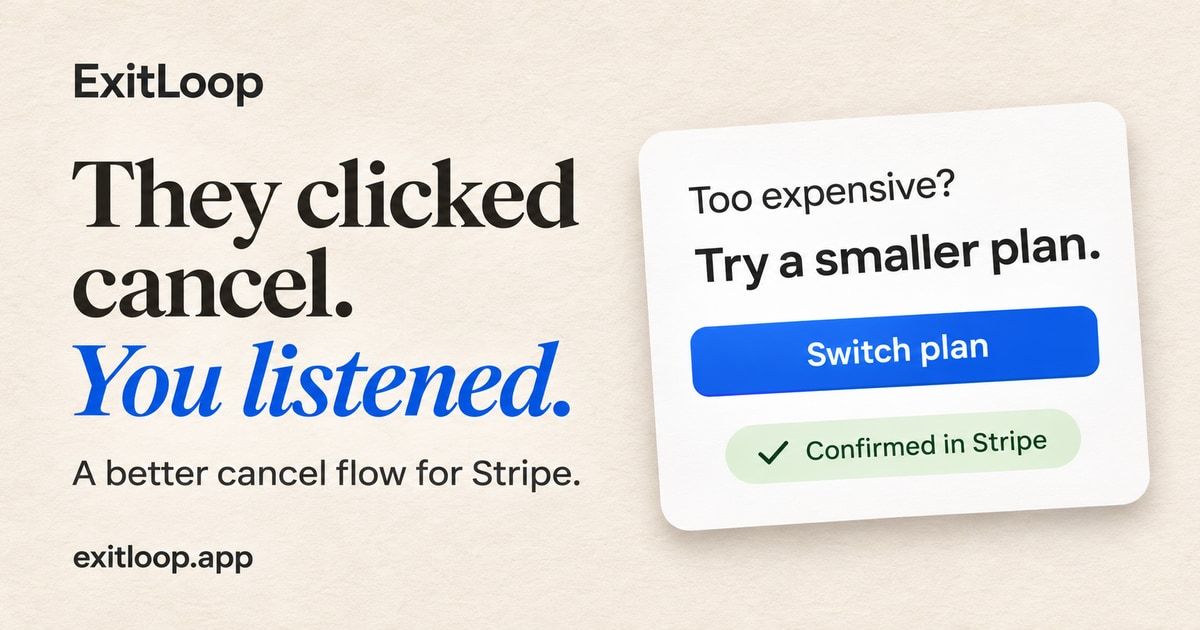 ExitLoop
They clicked
cancel.
You listened.
A better cancel flow for Stripe.
exitloop.app
Too expensive?
Try a smaller plan.
Switch plan
Confirmed in Stripe